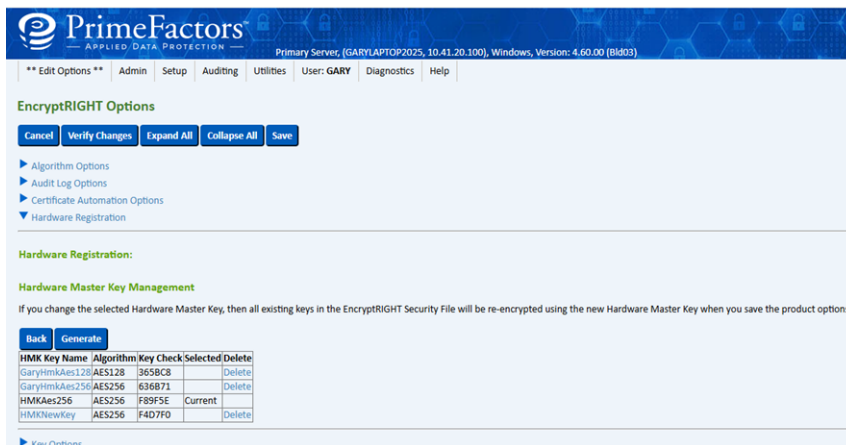 PrimeFactors™
— APPLIED DATA PROTECTION —
Primary Server, (GARYLAPTOP2025, 10.41.20.100), Windows, Version: 4.60.00 (Bld03)
** Edit Options ** Admin Setup Auditing Utilities User: GARY Diagnostics Help
EncryptRIGHT Options
Cancel Verify Changes Expand All Collapse All Save
Algorithm Options
Audit Log Options
Certificate Automation Options
Hardware Registration
Hardware Registration:
Hardware Master Key Management
If you change the selected Hardware Master Key, then all existing keys in the EncryptRIGHT Security File will be re-encrypted using the new Hardware Master Key when you save the product option
Back Generate
HMK Key Name Algorithm Key Check Selected Delete
GaryHmkAes128 AES128 365BC8 Delete
GaryHmkAes256 AES256 636B71 Delete
HMKAes256 AES256 F89F5E Current
HMKNewKey AES256 F4D7F0 Delete
Key Options